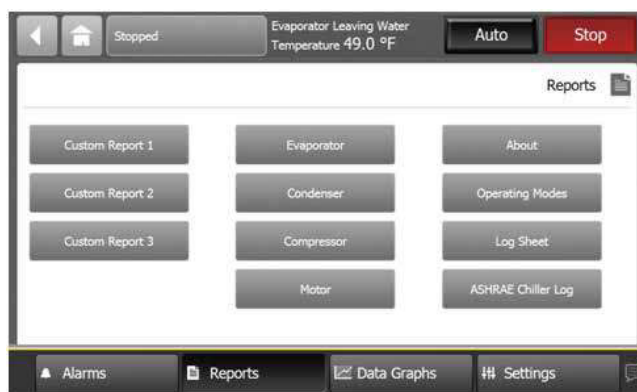 Stopped
Evaporator Leaving Water
Temperature 49.0 °F
Auto
Stop
Reports
Custom Report 1
Evaporator
About
Custom Report 2
Condenser
Operating Modes
Custom Report 3
Compressor
Log Sheet
Motor
ASHRAE Chiller Log
Alarms
Reports
Data Graphs
Settings